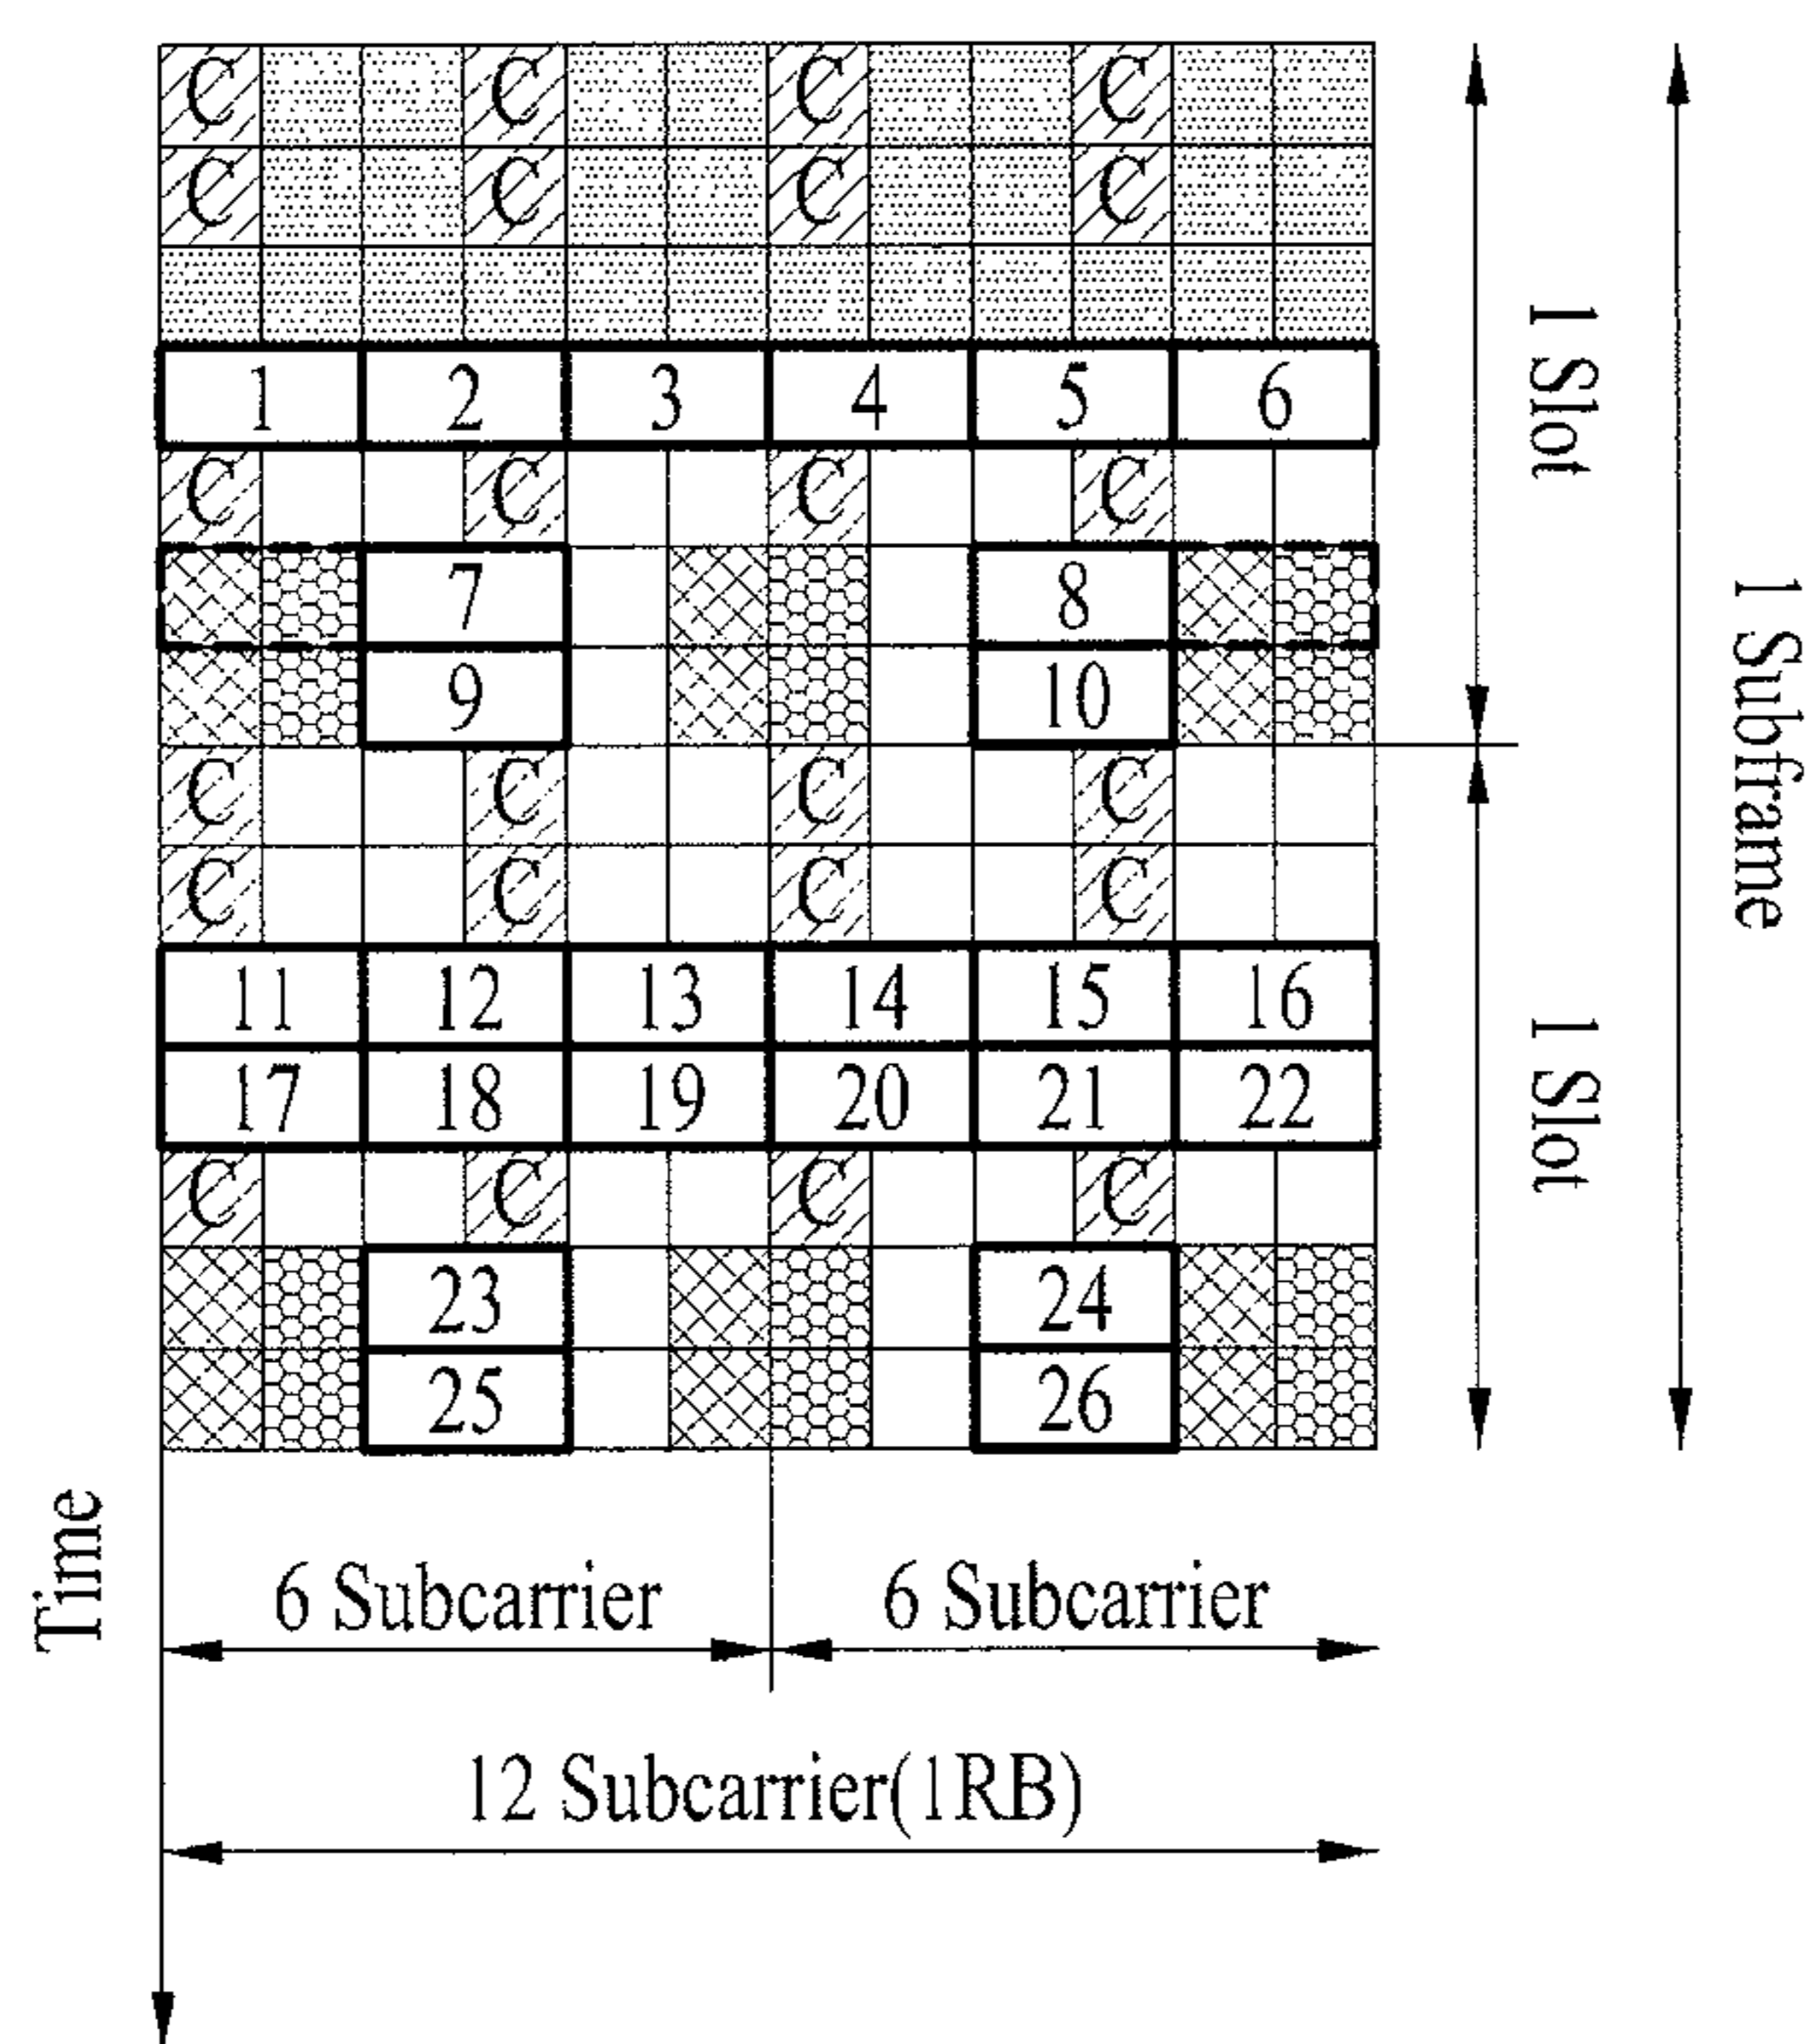 C C C C
C C C C
1 2 3 4 5 6
C C C C
7 8
9 10
C C C C
C C C C
11 12 13 14 15 16
17 18 19 20 21 22
C C C C
23 24
25 26
1 Slot
1 Slot
1 Subframe
Time
6 Subcarrier 6 Subcarrier
12 Subcarrier(1RB)